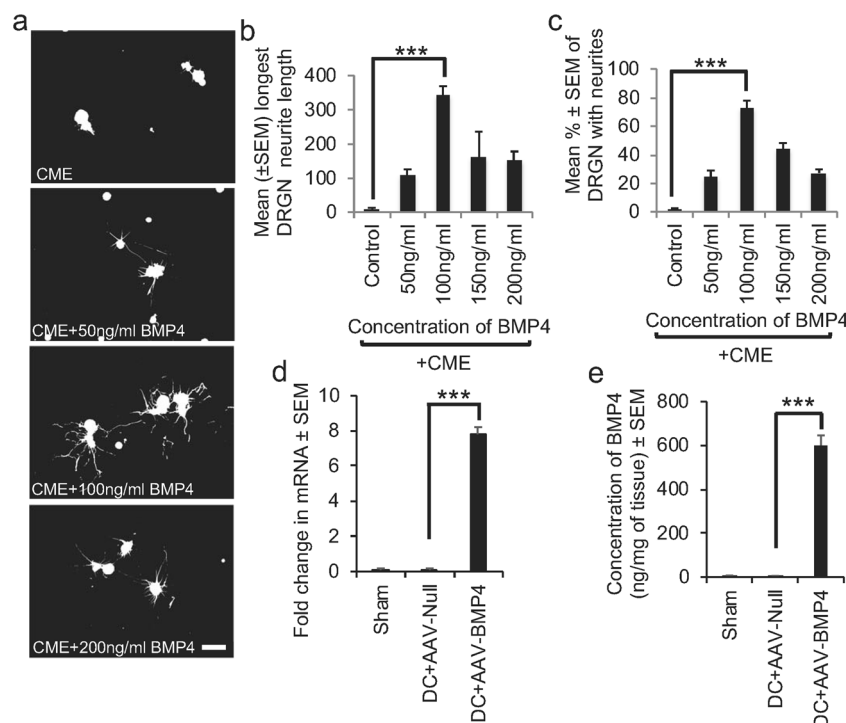 a
CME
CME+50ng/ml BMP4
CME+100ng/ml BMP4
CME+200ng/ml BMP4
b
Mean (±SEM) longest
DRGN neurite length
400
300
200
100
0
***
Control
50ng/ml
100ng/ml
150ng/ml
200ng/ml
Concentration of BMP4
+CME
c
Mean % ± SEM of
DRGN with neurites
100
80
60
40
20
0
***
Control
50ng/ml
100ng/ml
150ng/ml
200ng/ml
Concentration of BMP4
+CME
d
Fold change in mRNA ± SEM
10
8
6
4
2
0
***
Sham
DC+AAV-Null
DC+AAV-BMP4
e
Concentration of BMP4
(ng/mg of tissue) ± SEM
800
600
400
200
0
***
Sham
DC+AAV-Null
DC+AAV-BMP4